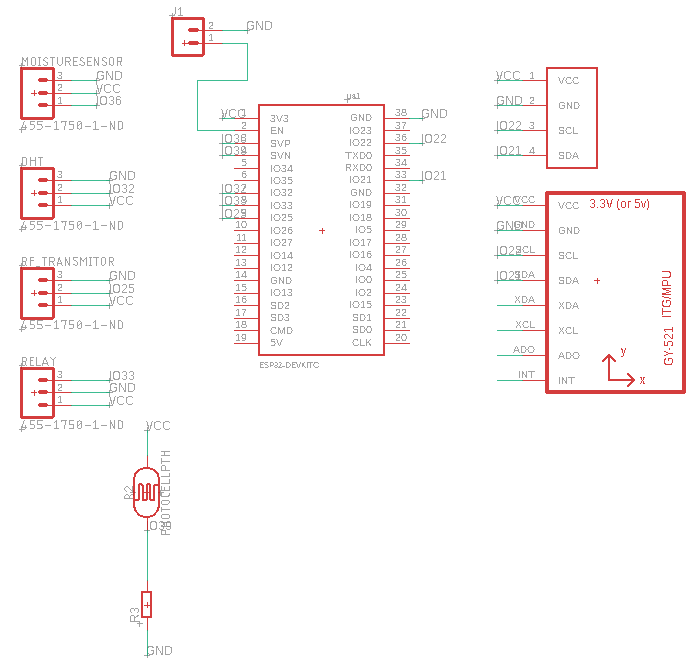 J1
2 GND
1
MOISTURESENSOR
3 GND
2 VCC
1 IO36
455-1750-1-ND
DHT
3 GND
2 IO32
1 VCC
455-1750-1-ND
RF_TRANSMITOR
3 GND
2 IO25
1 VCC
455-1750-1-ND
RELAY
3 IO33
2 GND
1 VCC
455-1750-1-ND
VCC
R2
PHOTOCELLPTH
R3
GND
VCC 1 3V3 GND 38 GND
2 EN IO23 37
IO36 3 SVP IO22 36 IO22
IO39 4 SVN TXD0 35
5 IO34 RXD0 34
6 IO35 IO21 33 IO21
IO32 7 IO32 GND 32
IO33 8 IO33 IO19 31
IO25 9 IO25 IO18 30
10 IO26 IO5 29
11 IO27 IO17 28
12 IO14 IO16 27
13 IO12 IO4 26
14 GND IO0 25
15 IO13 IO2 24
16 SD2 IO15 23
17 SD3 SD1 22
18 CMD SD0 21
19 5V CLK 20
ESP32-DEVKITC
VCC 1 VCC
GND 2 GND
IO22 3 SCL
IO21 4 SDA
VCC VCC VCC 3.3V (or 5v)
GND GND GND
IO22 SCL SCL
IO21 SDA SDA
XDA XDA
XCL XCL
ADO ADO
INT INT
y
x
GY-521 ITG/MPU